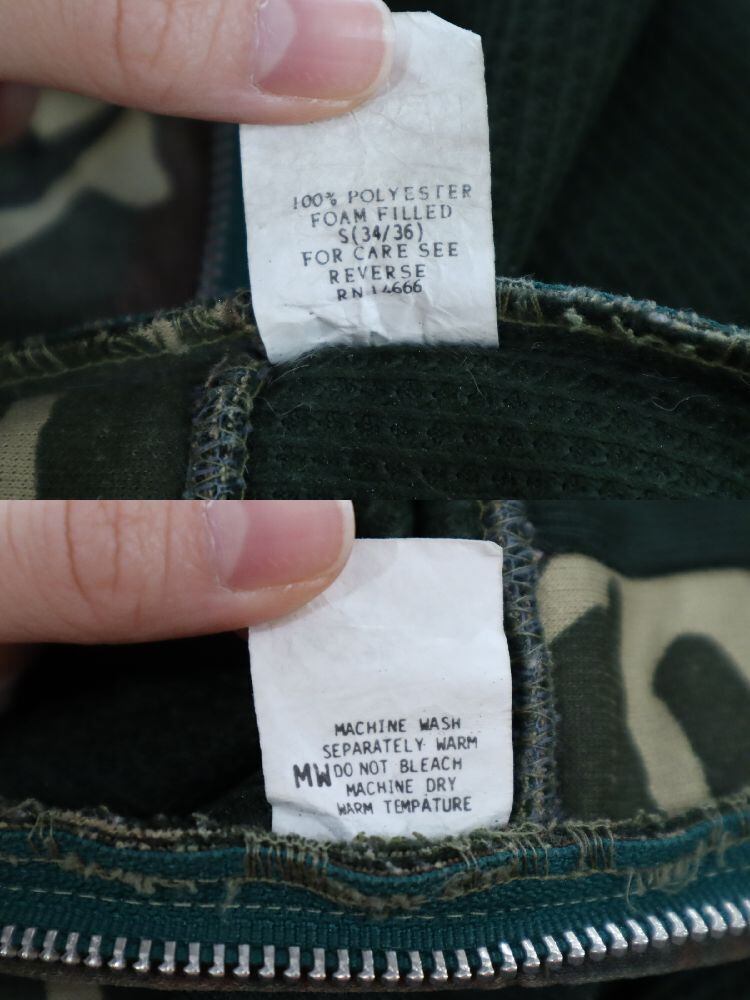 100% POLYESTER
FOAM FILLED
S(34/36)
FOR CARE SEE
REVERSE
RN 14666
MACHINE WASH
SEPARATELY WARM
MW DO NOT BLEACH
MACHINE DRY
WARM TEMPATURE